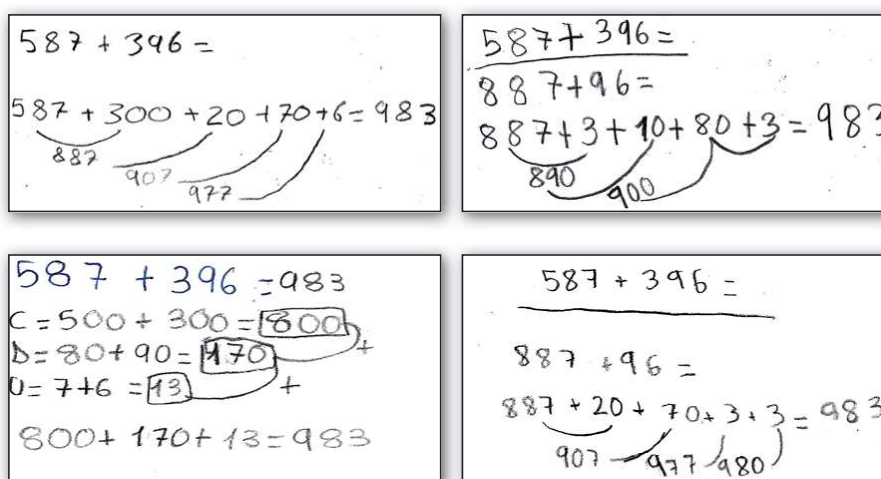 587 + 396 =
587 + 300 + 20 + 70 + 6 = 983
887
907
977
587 + 396 =
887 + 96 =
887 + 3 + 10 + 80 + 3 = 983
890
900
587 + 396 = 983
C = 500 + 300 = 800
D = 80 + 90 = 170 +
U = 7 + 6 = 13 +
800 + 170 + 13 = 983
587 + 396 =
887 + 96 =
887 + 20 + 70 + 3 + 3 = 983
907 977 980